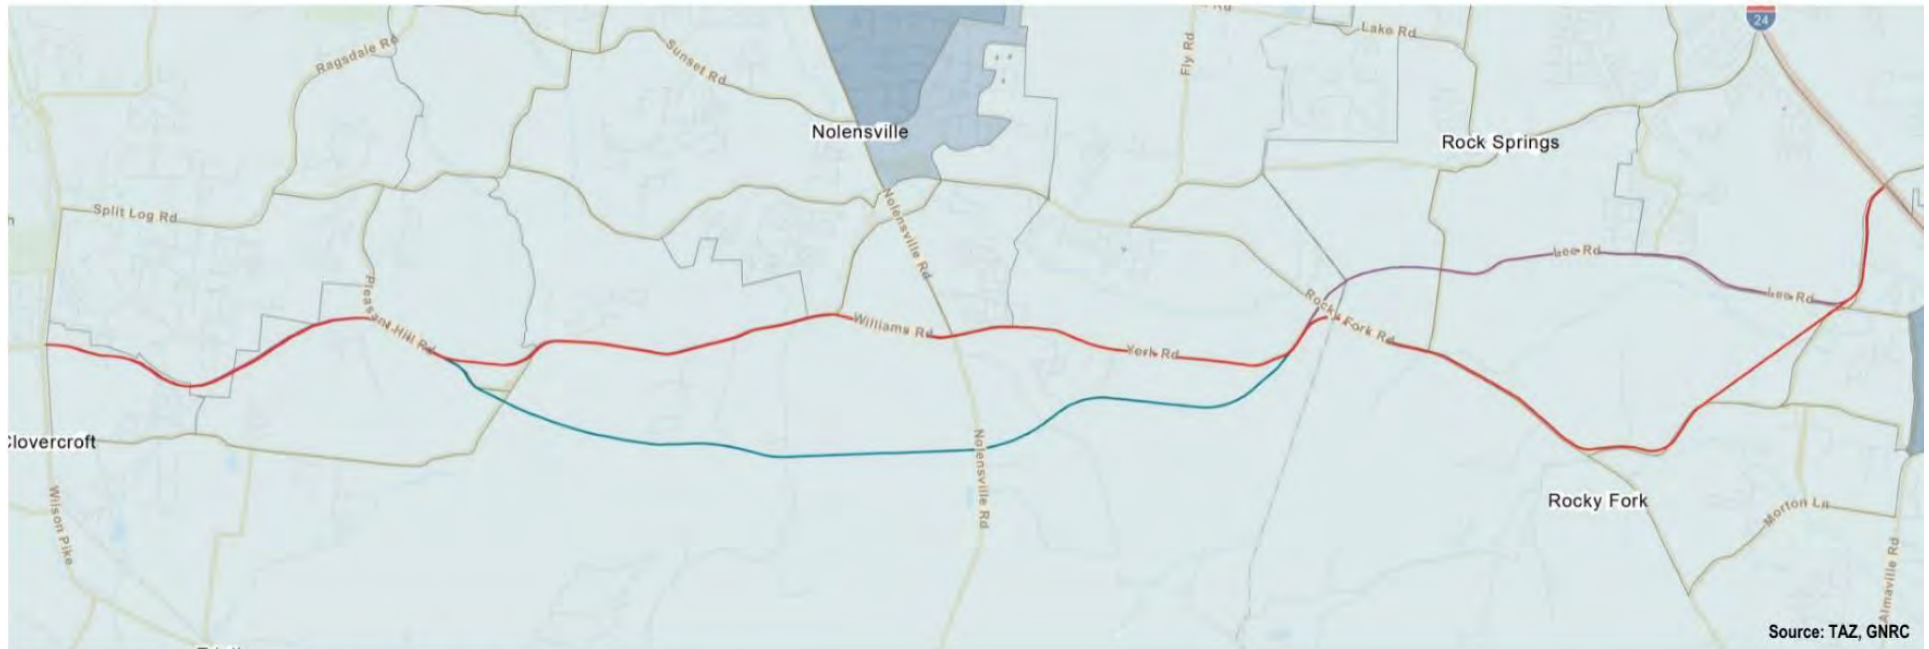 24
Lake Rd
Ragsdale Rd
Sunset Rd
Fly Rd
Nolensville
Rock Springs
Split Log Rd
Nolensville Rd
Lee Rd
Pleasant Hill Rd
Lee Rd
Williams Rd
Rocky Fork Rd
York Rd
Clovercroft
Nolensville Rd
Wilson Pike
Rocky Fork
Morton Ln
Almaville Rd
Source: TAZ, GNRC